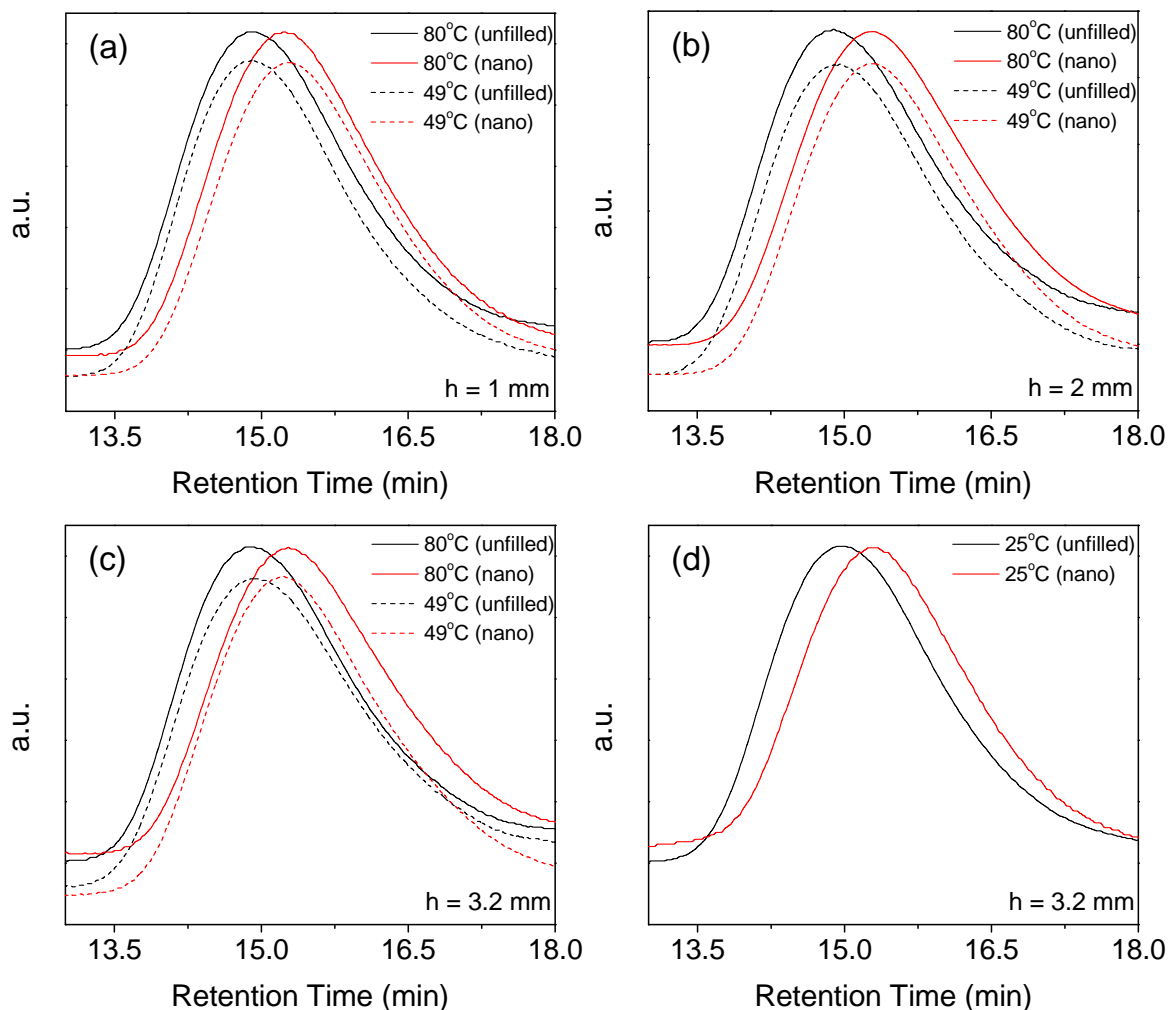 (a)
80°C (unfilled)
80°C (nano)
49°C (unfilled)
49°C (nano)
a.u.
h = 1 mm
13.5 15.0 16.5 18.0
Retention Time (min)
(b)
80°C (unfilled)
80°C (nano)
49°C (unfilled)
49°C (nano)
a.u.
h = 2 mm
13.5 15.0 16.5 18.0
Retention Time (min)
(c)
80°C (unfilled)
80°C (nano)
49°C (unfilled)
49°C (nano)
a.u.
h = 3.2 mm
13.5 15.0 16.5 18.0
Retention Time (min)
(d)
25°C (unfilled)
25°C (nano)
a.u.
h = 3.2 mm
13.5 15.0 16.5 18.0
Retention Time (min)